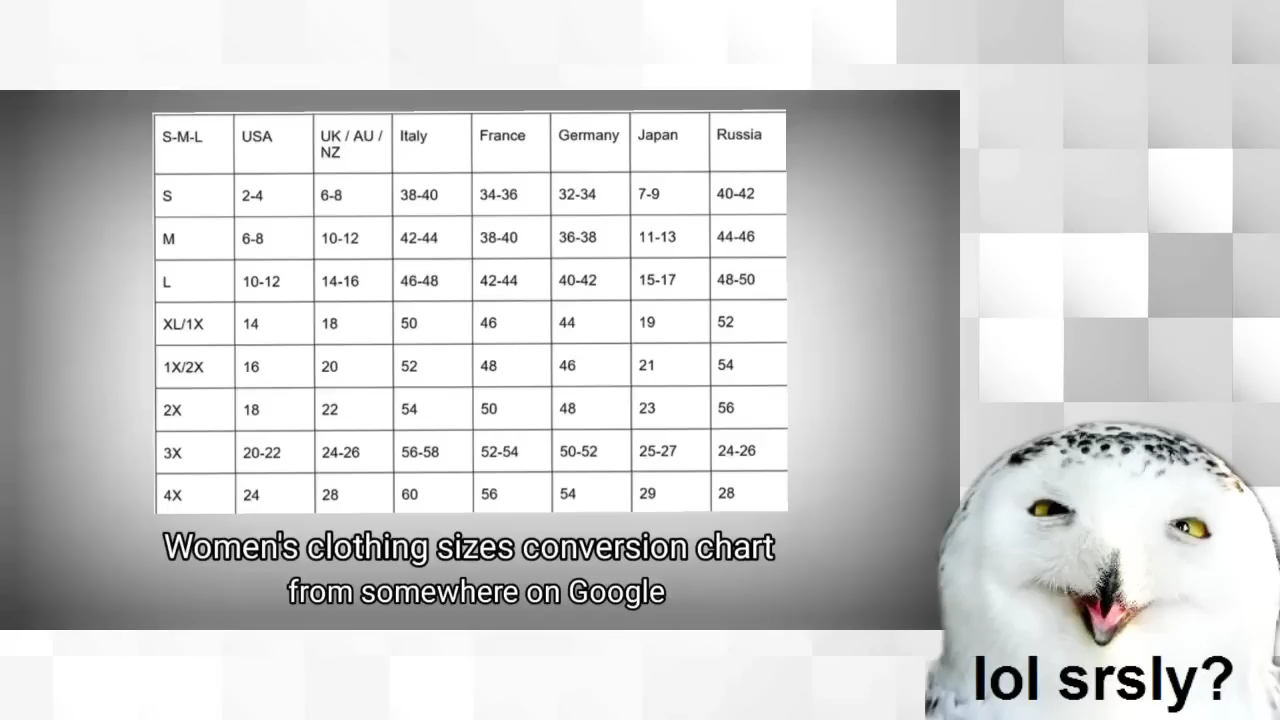 S-M-L USA UK / AU / NZ Italy France Germany Japan Russia
S 2-4 6-8 38-40 34-36 32-34 7-9 40-42
M 6-8 10-12 42-44 38-40 36-38 11-13 44-46
L 10-12 14-16 46-48 42-44 40-42 15-17 48-50
XL/1X 14 18 50 46 44 19 52
1X/2X 16 20 52 48 46 21 54
2X 18 22 54 50 48 23 56
3X 20-22 24-26 56-58 52-54 50-52 25-27 24-26
4X 24 28 60 56 54 29 28
Women's clothing sizes conversion chart
from somewhere on Google
lol srsly?